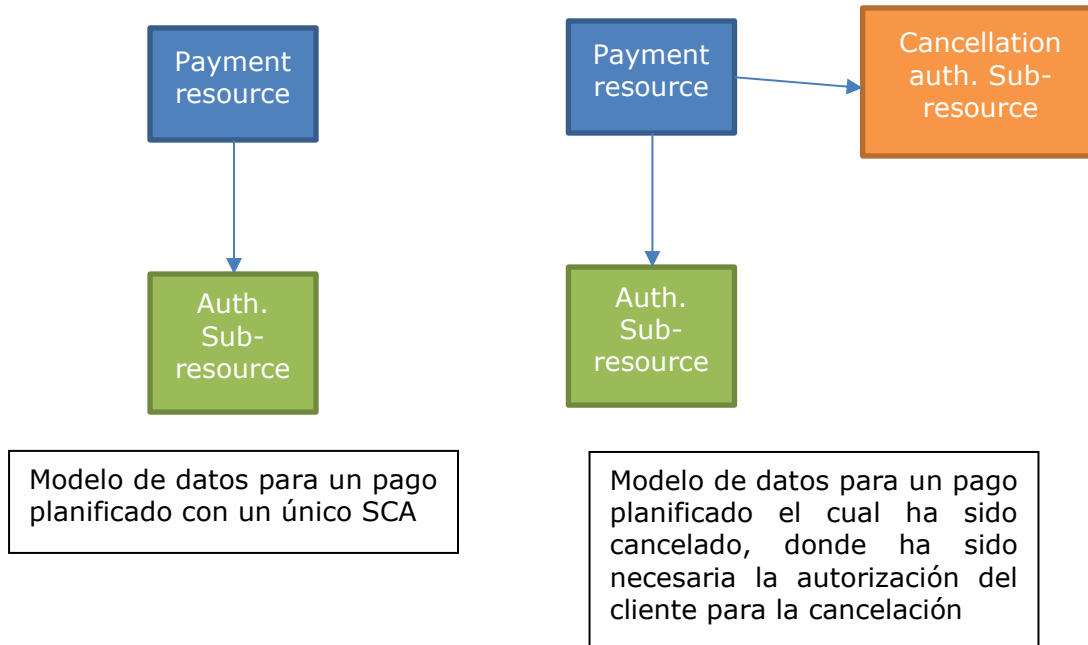 Payment
resource
Auth.
Sub-
resource
Modelo de datos para un pago
planificado con un único SCA
Payment
resource
Cancellation
auth. Sub-
resource
Auth.
Sub-
resource
Modelo de datos para un pago
planificado el cual ha sido
cancelado, donde ha sido
necesaria la autorización del
cliente para la cancelación